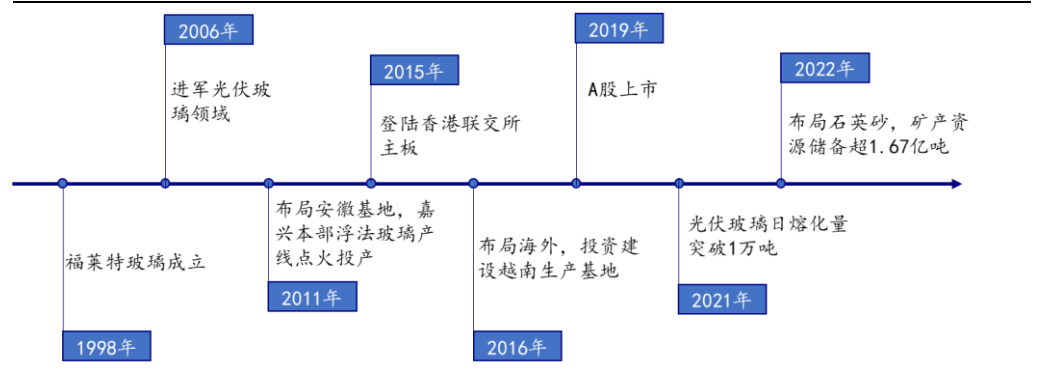 2006年
进军光伏玻
璃领域
2015年
登陆香港联交所
主板
2019年
A股上市
2022年
布局石英砂，矿产资
源储备超1.67亿吨
福莱特玻璃成立
1998年
布局安徽基地，嘉
兴本部浮法玻璃产
线点火投产
2011年
布局海外，投资建
设越南生产基地
2016年
光伏玻璃日熔化量
突破1万吨
2021年